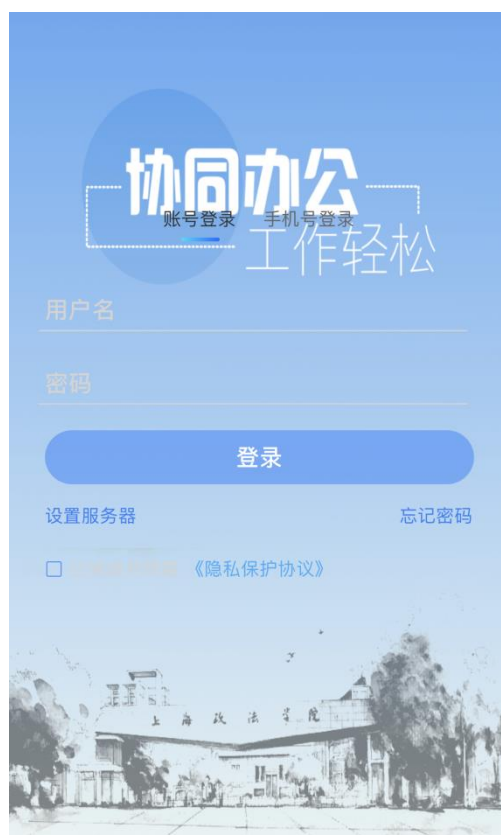 协同办公
账号登录 手机号登录
工作轻松
用户名
密码
登录
设置服务器 忘记密码
《隐私保护协议》
上海政法学院